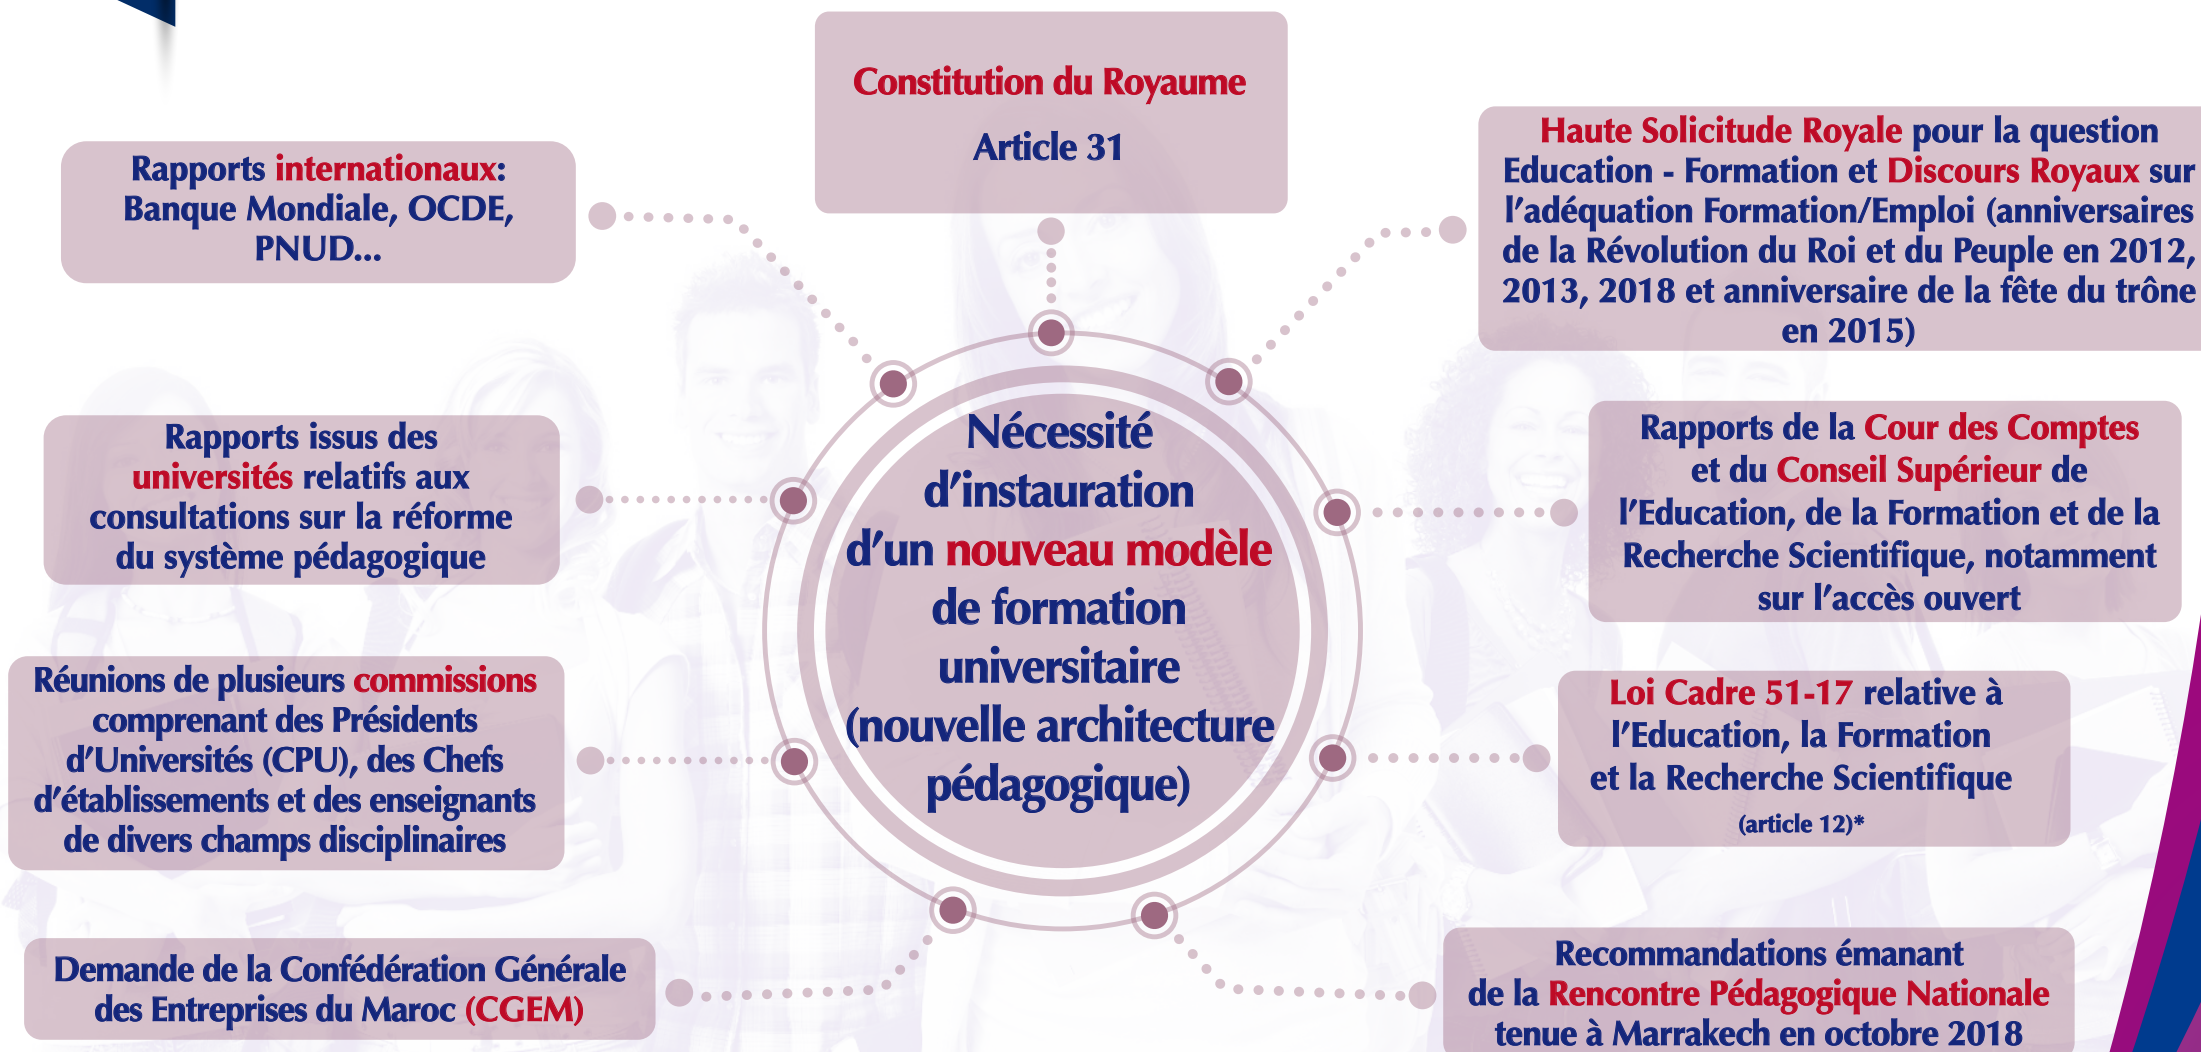 Constitution du Royaume
Article 31
Rapports internationaux:
Banque Mondiale, OCDE,
PNUD...
Haute Solicitude Royale pour la question
Education - Formation et Discours Royaux sur
l'adéquation Formation/Emploi (anniversaires
de la Révolution du Roi et du Peuple en 2012,
2013, 2018 et anniversaire de la fête du trône
en 2015)
Rapports issus des
universités relatifs aux
consultations sur la réforme
du système pédagogique
Nécessité
d'instauration
d'un nouveau modèle
de formation
universitaire
(nouvelle architecture
pédagogique)
Rapports de la Cour des Comptes
et du Conseil Supérieur de
l'Education, de la Formation et de la
Recherche Scientifique, notamment
sur l'accès ouvert
Réunions de plusieurs commissions
comprenant des Présidents
d'Universités (CPU), des Chefs
d'établissements et des enseignants
de divers champs disciplinaires
Loi Cadre 51-17 relative à
l'Education, la Formation
et la Recherche Scientifique
(article 12)*
Demande de la Confédération Générale
des Entreprises du Maroc (CGEM)
Recommandations émanant
de la Rencontre Pédagogique Nationale
tenue à Marrakech en octobre 2018